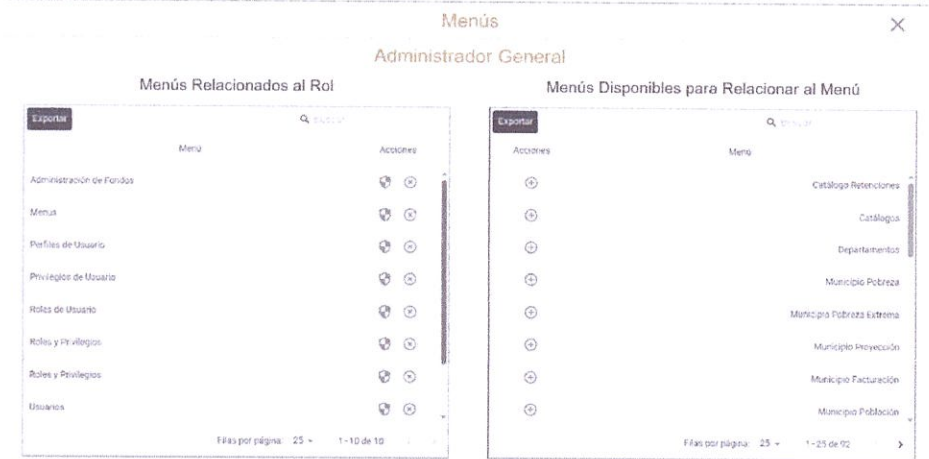 Menús
Administrador General
Menús Relacionados al Rol
Exportar
Buscar
Menú Acciones
Administración de Fondos
Menus
Perfiles de Usuario
Privilegios de Usuario
Roles de Usuario
Roles y Privilegios
Roles y Privilegios
Usuarios
Filas por página: 25 1-10 de 10
Menús Disponibles para Relacionar al Menú
Exportar
Buscar
Acciones Menú
Catálogo Retenciones
Catálogos
Departamentos
Municipio Pobreza
Municipio Pobreza Extrema
Municipio Proyección
Municipio Facturación
Municipio Población
Filas por página: 25 1-25 de 92